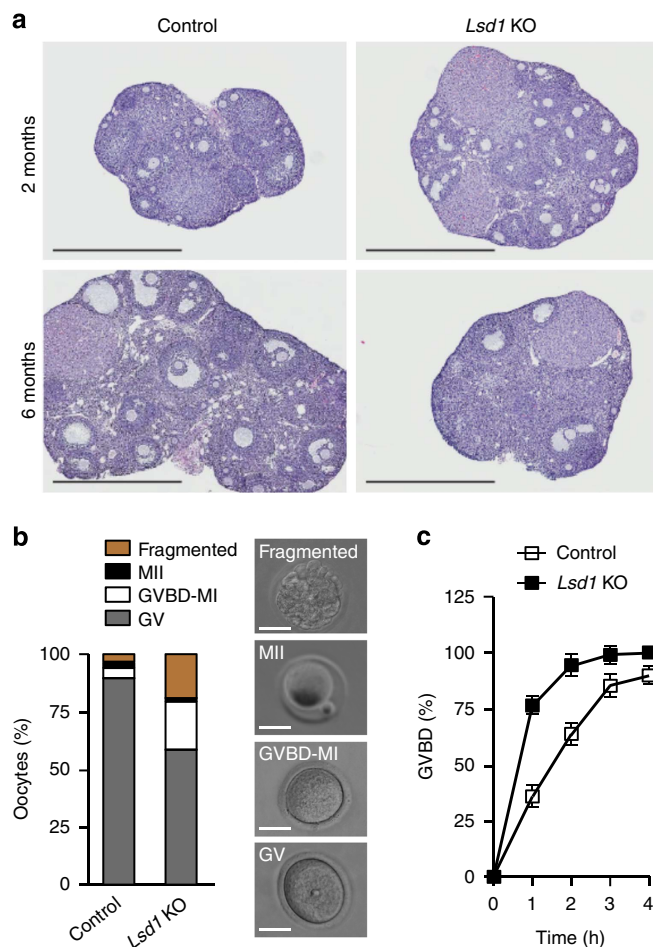 a
Control
Lsd1 KO
2 months
6 months
b
Fragmented
MII
GVBD-MI
GV
Oocytes (%)
100
75
50
25
0
Control
Lsd1 KO
Fragmented
MII
GVBD-MI
GV
c
Control
Lsd1 KO
GVBD (%)
125
100
75
50
25
0
0 1 2 3 4
Time (h)